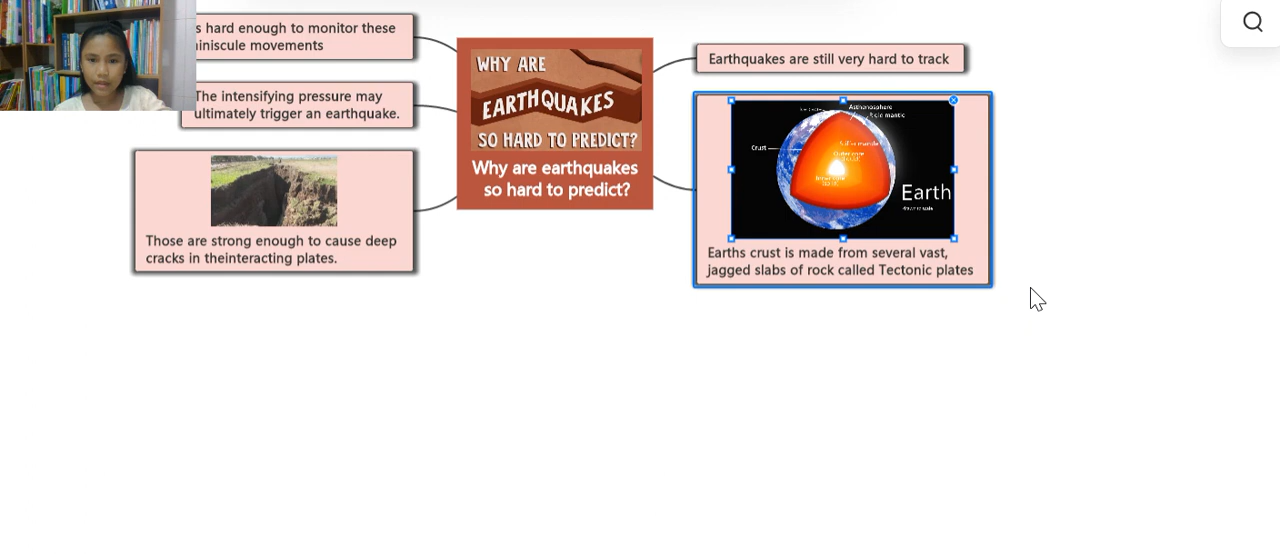 s hard enough to monitor these
iniscule movements
The intensifying pressure may
ultimately trigger an earthquake.
Those are strong enough to cause deep
cracks in theinteracting plates.
WHY ARE
EARTHQUAKES
SO HARD TO PREDICT?
Why are earthquakes
so hard to predict?
Earthquakes are still very hard to track
Asthenosphere
Crust
Earth
Earths crust is made from several vast,
jagged slabs of rock called Tectonic plates